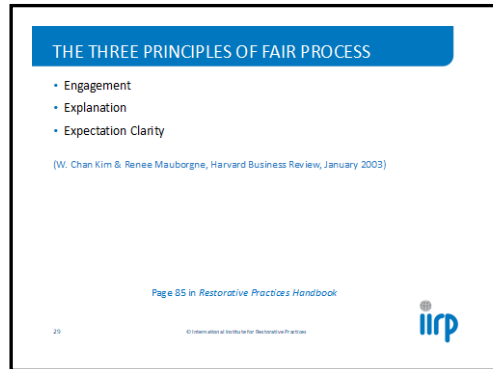 THE THREE PRINCIPLES OF FAIR PROCESS
• Engagement
• Explanation
• Expectation Clarity
(W. Chan Kim & Renee Mauborgne, Harvard Business Review, January 2003)
Page 85 in Restorative Practices Handbook
29
© International Institute for Restorative Practices
iirp